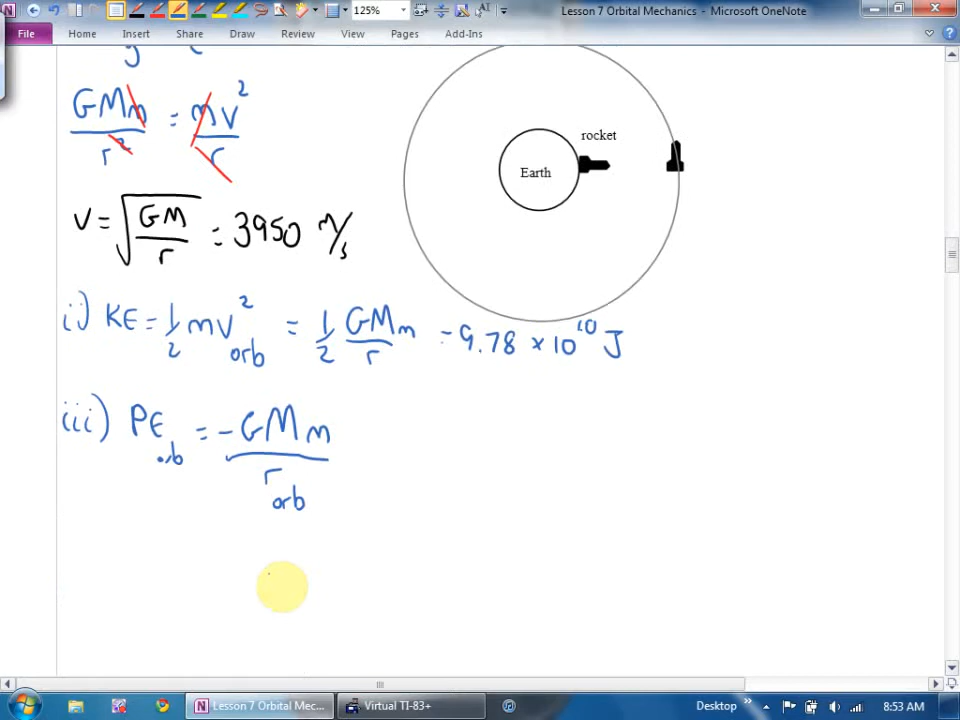 125%
Lesson 7 Orbital Mechanics - Microsoft OneNote
File Home Insert Share Draw Review View Pages Add-Ins
GMm/r² = mv²/r
rocket
Earth
v = √(GM/r) = 3950 m/s
ii) KE = 1/2 mv²orb = 1/2 GMm/r = 9.78 × 10¹⁰ J
iii) PEorb = -GMm/rorb
Lesson 7 Orbital Mec...
Virtual TI-83+
Desktop
8:53 AM